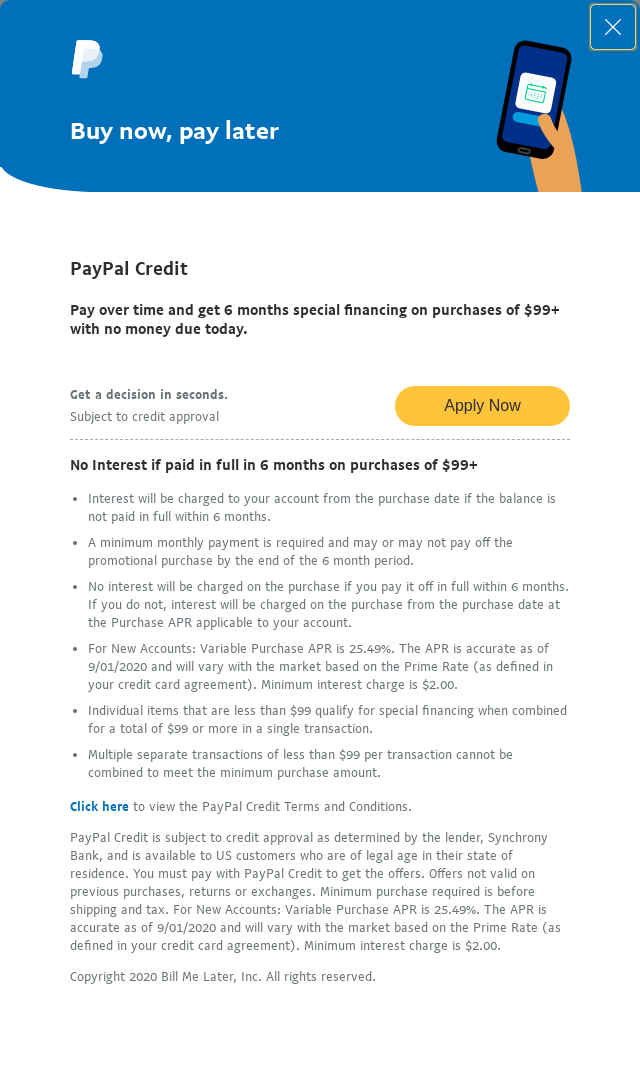 Buy now, pay later
PayPal Credit
Pay over time and get 6 months special financing on purchases of $99+
with no money due today.
Get a decision in seconds.
Subject to credit approval
Apply Now
No Interest if paid in full in 6 months on purchases of $99+
• Interest will be charged to your account from the purchase date if the balance is
not paid in full within 6 months.
• A minimum monthly payment is required and may or may not pay off the
promotional purchase by the end of the 6 month period.
• No interest will be charged on the purchase if you pay it off in full within 6 months.
If you do not, interest will be charged on the purchase from the purchase date at
the Purchase APR applicable to your account.
• For New Accounts: Variable Purchase APR is 25.49%. The APR is accurate as of
9/01/2020 and will vary with the market based on the Prime Rate (as defined in
your credit card agreement). Minimum interest charge is $2.00.
• Individual items that are less than $99 qualify for special financing when combined
for a total of $99 or more in a single transaction.
• Multiple separate transactions of less than $99 per transaction cannot be
combined to meet the minimum purchase amount.
Click here to view the PayPal Credit Terms and Conditions.
PayPal Credit is subject to credit approval as determined by the lender, Synchrony
Bank, and is available to US customers who are of legal age in their state of
residence. You must pay with PayPal Credit to get the offers. Offers not valid on
previous purchases, returns or exchanges. Minimum purchase required is before
shipping and tax. For New Accounts: Variable Purchase APR is 25.49%. The APR is
accurate as of 9/01/2020 and will vary with the market based on the Prime Rate (as
defined in your credit card agreement). Minimum interest charge is $2.00.
Copyright 2020 Bill Me Later, Inc. All rights reserved.